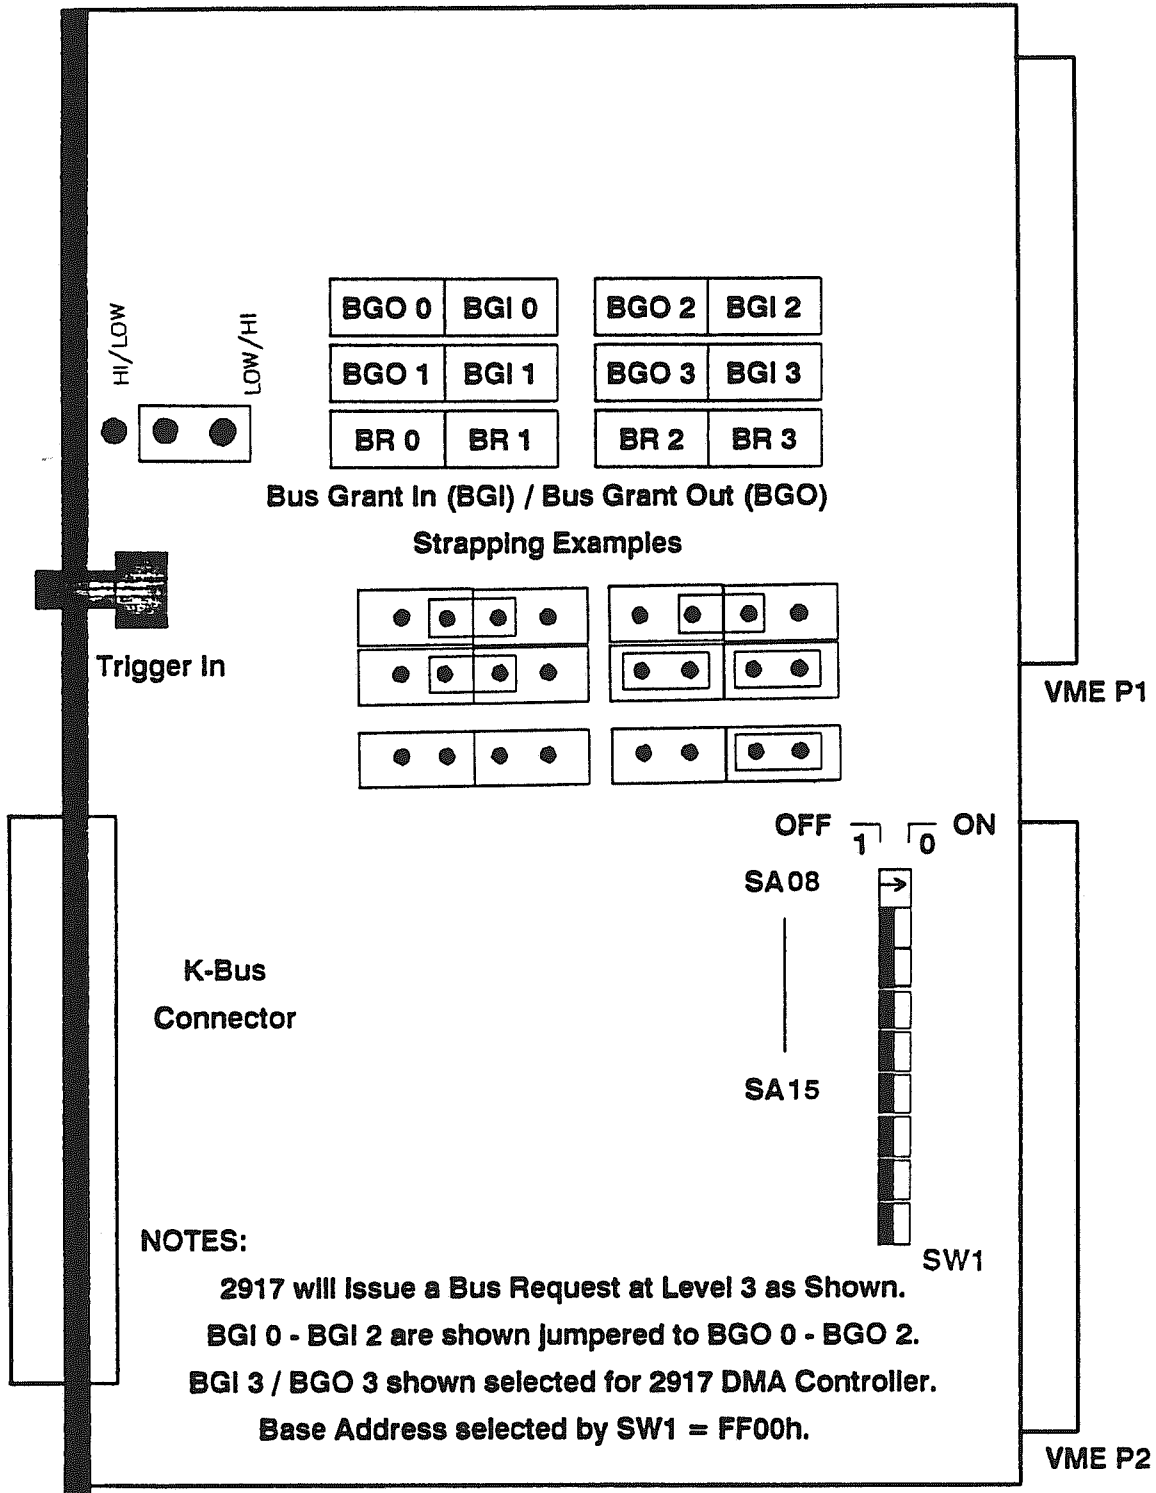 HI/LOW
LOW/HI
BGO 0 BGI 0 BGO 2 BGI 2
BGO 1 BGI 1 BGO 3 BGI 3
BR 0 BR 1 BR 2 BR 3
Bus Grant In (BGI) / Bus Grant Out (BGO)
Strapping Examples
Trigger In
VME P1
OFF 1 0 ON
SA08
K-Bus
Connector
SA15
SW1
NOTES:
2917 will Issue a Bus Request at Level 3 as Shown.
BGI 0 - BGI 2 are shown jumpered to BGO 0 - BGO 2.
BGI 3 / BGO 3 shown selected for 2917 DMA Controller.
Base Address selected by SW1 = FF00h.
VME P2